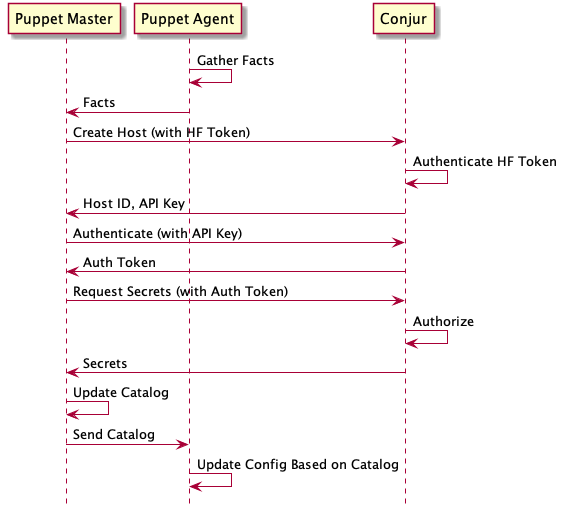 Puppet Master
Puppet Agent
Conjur
Gather Facts
Facts
Create Host (with HF Token)
Authenticate HF Token
Host ID, API Key
Authenticate (with API Key)
Auth Token
Request Secrets (with Auth Token)
Authorize
Secrets
Update Catalog
Send Catalog
Update Config Based on Catalog